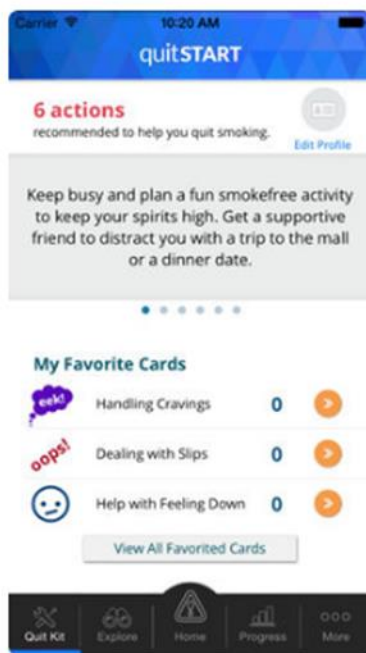 Carrier 10:20 AM
quitSTART
6 actions
recommended to help you quit smoking.
Edit Profile
Keep busy and plan a fun smokefree activity
to keep your spirits high. Get a supportive
friend to distract you with a trip to the mall
or a dinner date.
My Favorite Cards
eek! Handling Cravings 0
oops! Dealing with Slips 0
Help with Feeling Down 0
View All Favorited Cards
Quit Kit Explore Home Progress More